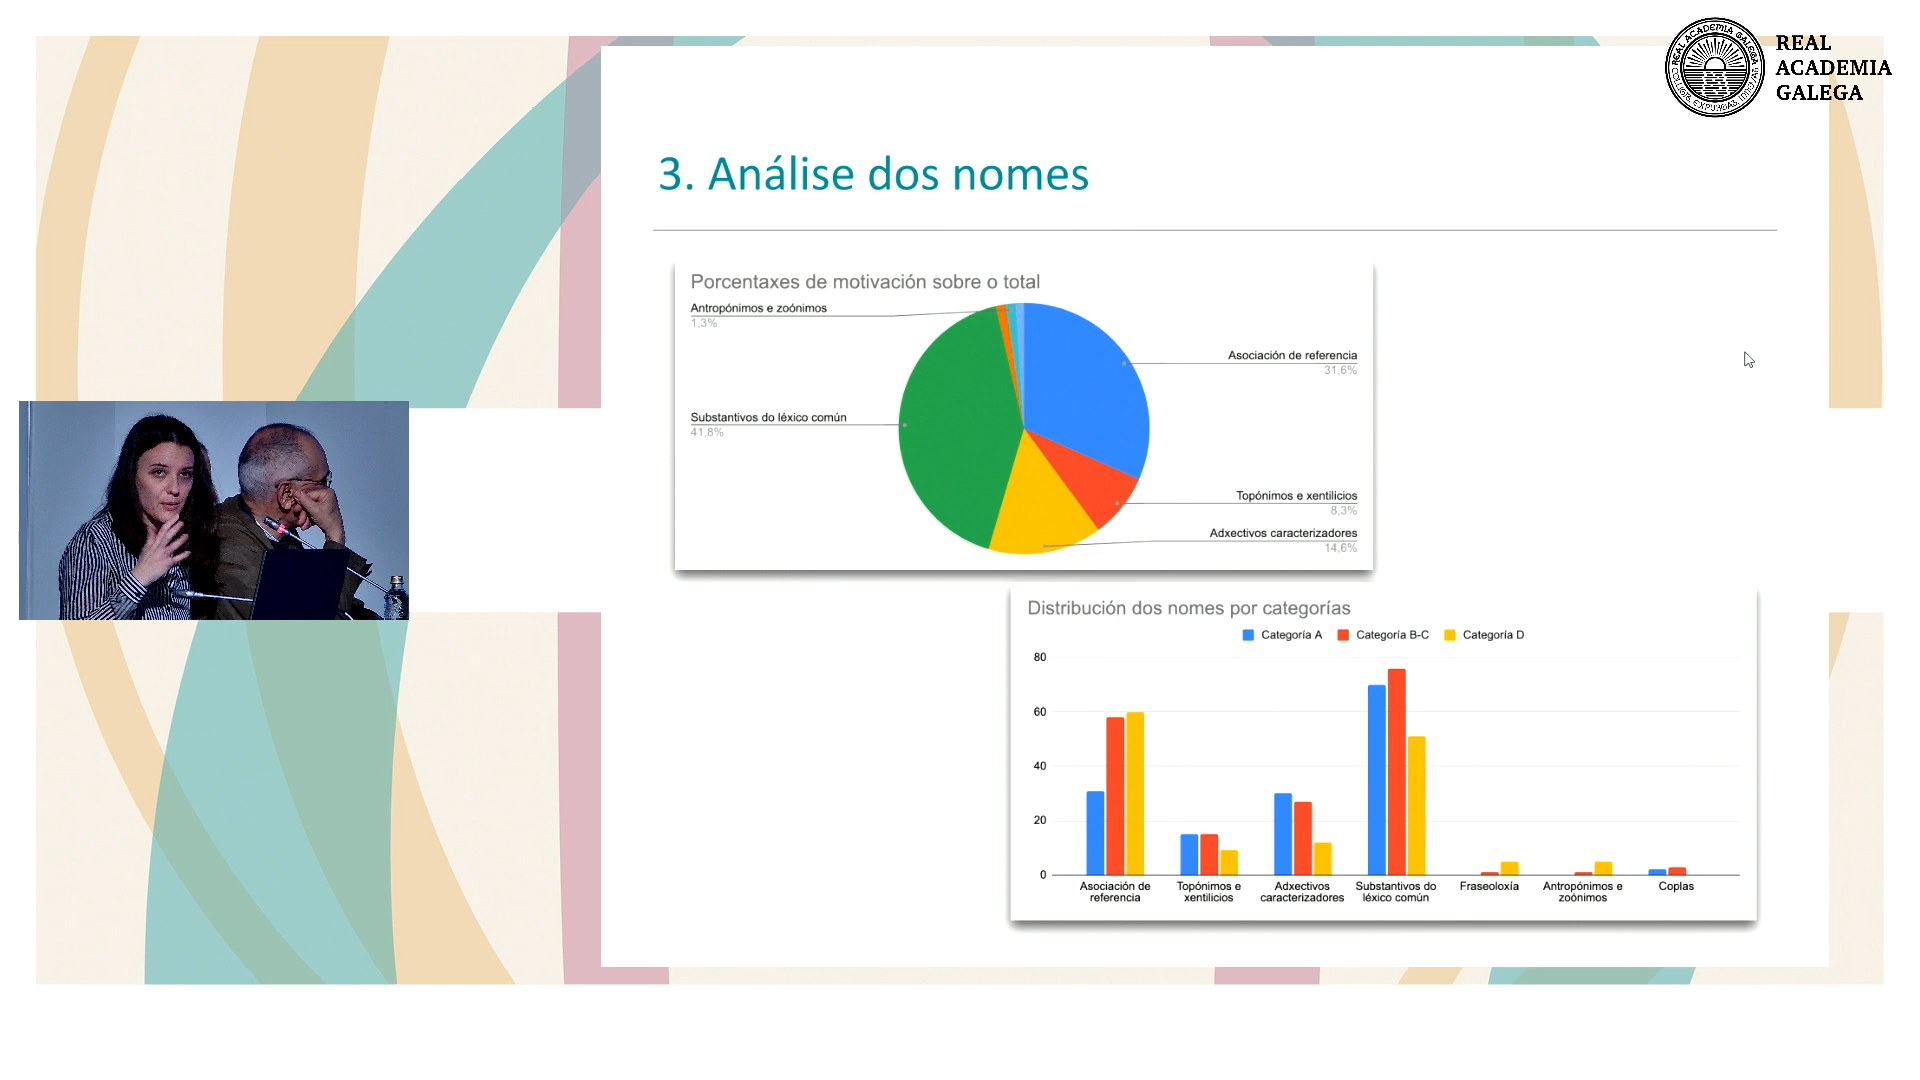 REAL
ACADEMIA
GALEGA
3. Análise dos nomes
Porcentaxes de motivación sobre o total
Antropónimos e zoónimos
1,3%
Asociación de referencia
31,6%
Substantivos do léxico común
41,8%
Topónimos e xentilicios
8,3%
Adxectivos caracterizadores
14,6%
Distribución dos nomes por categorías
Categoría A Categoría B-C Categoría D
80
60
40
20
0
Asociación de
referencia
Topónimos e
xentilicios
Adxectivos
caracterizadores
Substantivos do
léxico común
Fraseoloxía
Antropónimos e
zoónimos
Coplas